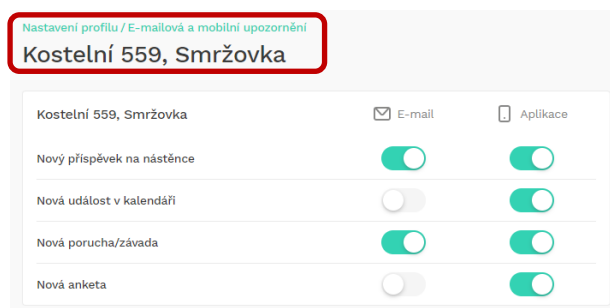 Nastavení profilu / E-mailová a mobilní upozornění
Kostelní 559, Smržovka
Kostelní 559, Smržovka E-mail Aplikace
Nový příspěvek na nástěnce
Nová událost v kalendáři
Nová porucha/závada
Nová anketa